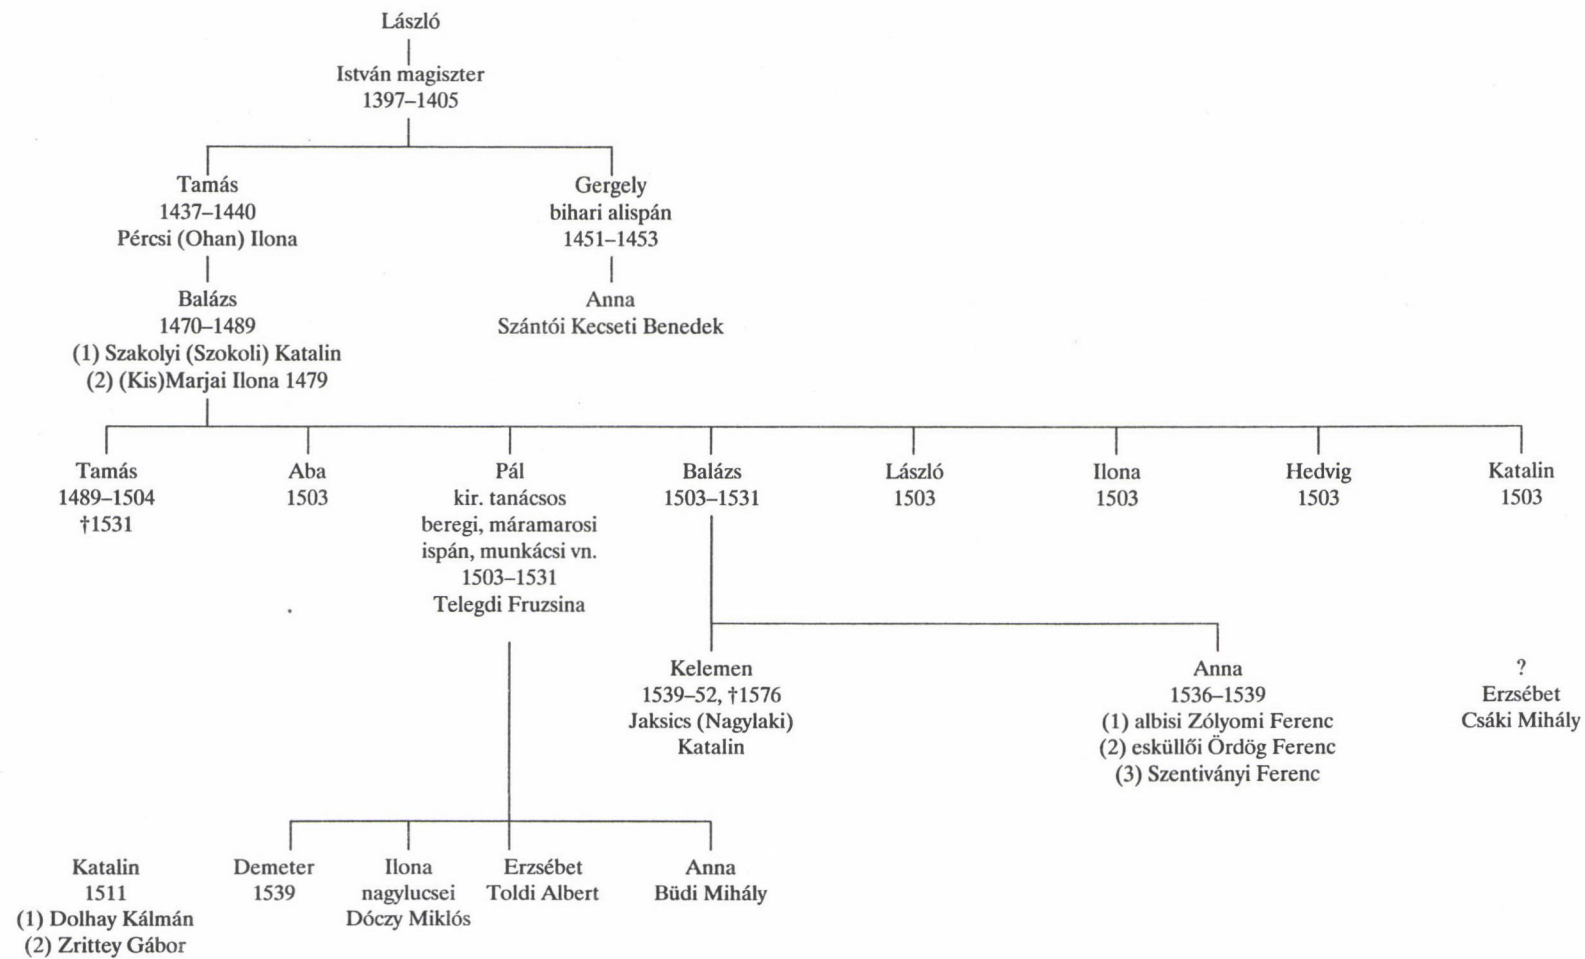 László
István magiszter
1397–1405
Tamás
1437–1440
Pércsi (Ohan) Ilona
Gergely
bihari alispán
1451–1453
Balázs
1470–1489
(1) Szakolyi (Szokoli) Katalin
(2) (Kis)Marjai Ilona 1479
Anna
Szántói Kecseti Benedek
Tamás
1489–1504
†1531
Aba
1503
Pál
kir. tanácsos
beregi, máramarosi
ispán, munkácsi vn.
1503–1531
Telegdi Fruzsina
Balázs
1503–1531
László
1503
Ilona
1503
Hedvig
1503
Katalin
1503
Kelemen
1539–52, †1576
Jaksics (Nagylaki)
Katalin
Anna
1536–1539
(1) albisi Zólyomi Ferenc
(2) esküllői Ördög Ferenc
(3) Szentiványi Ferenc
?
Erzsébet
Csáki Mihály
Katalin
1511
(1) Dolhay Kálmán
(2) Zrittey Gábor
Demeter
1539
Ilona
nagylucsei
Dóczy Miklós
Erzsébet
Toldi Albert
Anna
Büdi Mihály